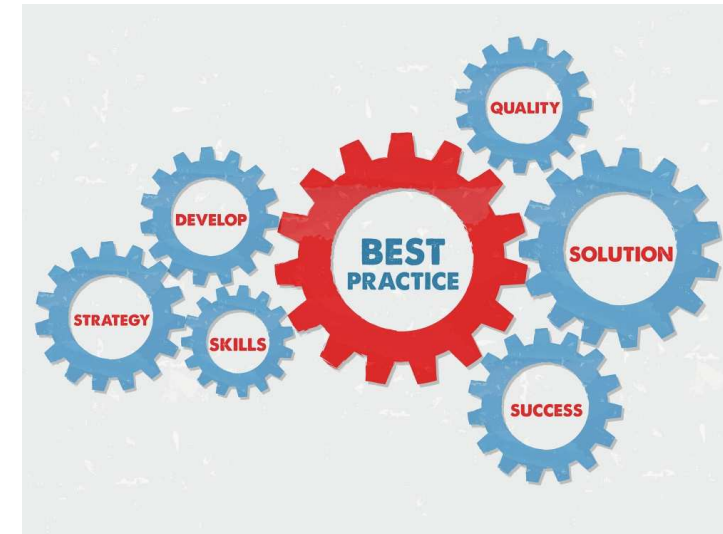 QUALITY
DEVELOP
BEST
PRACTICE
SOLUTION
STRATEGY
SKILLS
SUCCESS